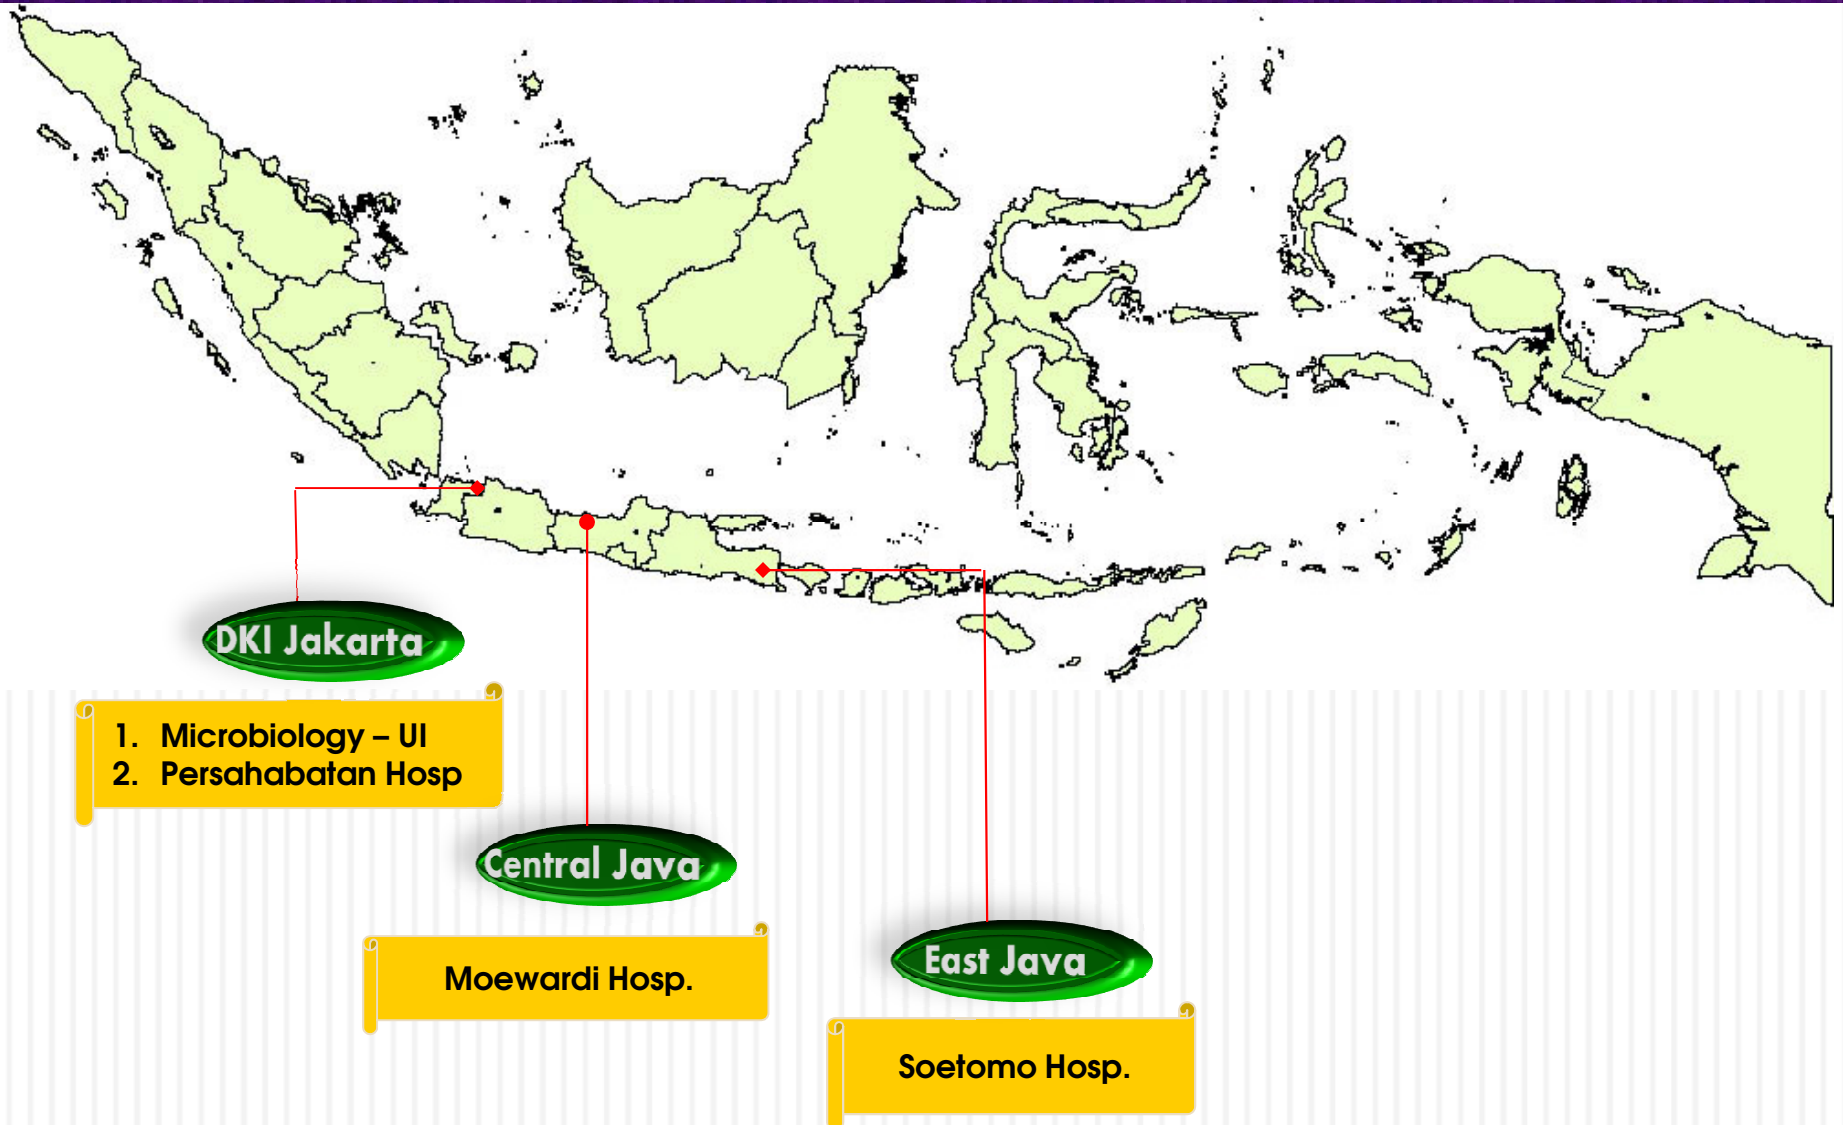 DKI Jakarta
1. Microbiology – UI
2. Persahabatan Hosp
Central Java
Moewardi Hosp.
East Java
Soetomo Hosp.